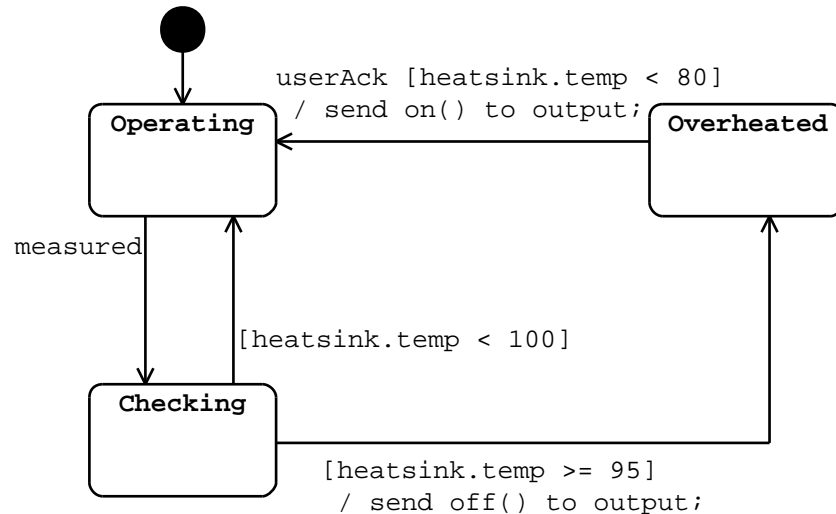 userAck [heatsink.temp < 80]
/ send on() to output;
Operating
Overheated
measured
[heatsink.temp < 100]
Checking
[heatsink.temp >= 95]
/ send off() to output;